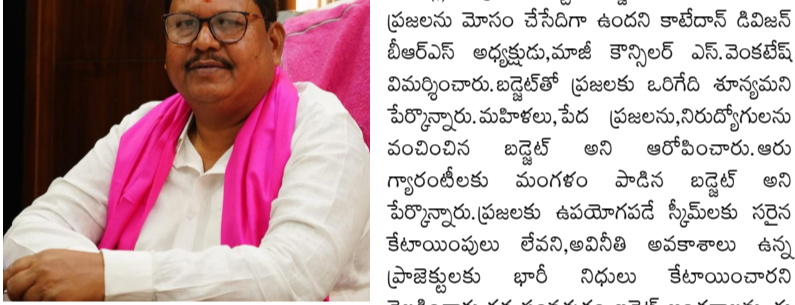 ప్రజలను మోసం చేసేదిగా ఉందని కాటేదాన్ డివిజన్
బీఆర్ఎస్ అధ్యక్షుడు,మాజీ కౌన్సిలర్ ఎస్.వెంకటేష్
విమర్శించారు.బడ్జెట్‌తో ప్రజలకు ఒరిగేది శూన్యమని
పేర్కొన్నారు.మహిళలు,పేద ప్రజలను,నిరుద్యోగులను
వంచించిన బడ్జెట్ అని ఆరోపించారు.ఆరు
గ్యారంటీలకు మంగళం పాడిన బడ్జెట్ అని
పేర్కొన్నారు.ప్రజలకు ఉపయోగపడే స్కీమ్‌లకు సరైన
కేటాయింపులు లేవని,అవినీతి అవకాశాలు ఉన్న
ప్రాజెక్టులకు భారీ నిధులు కేటాయించారని